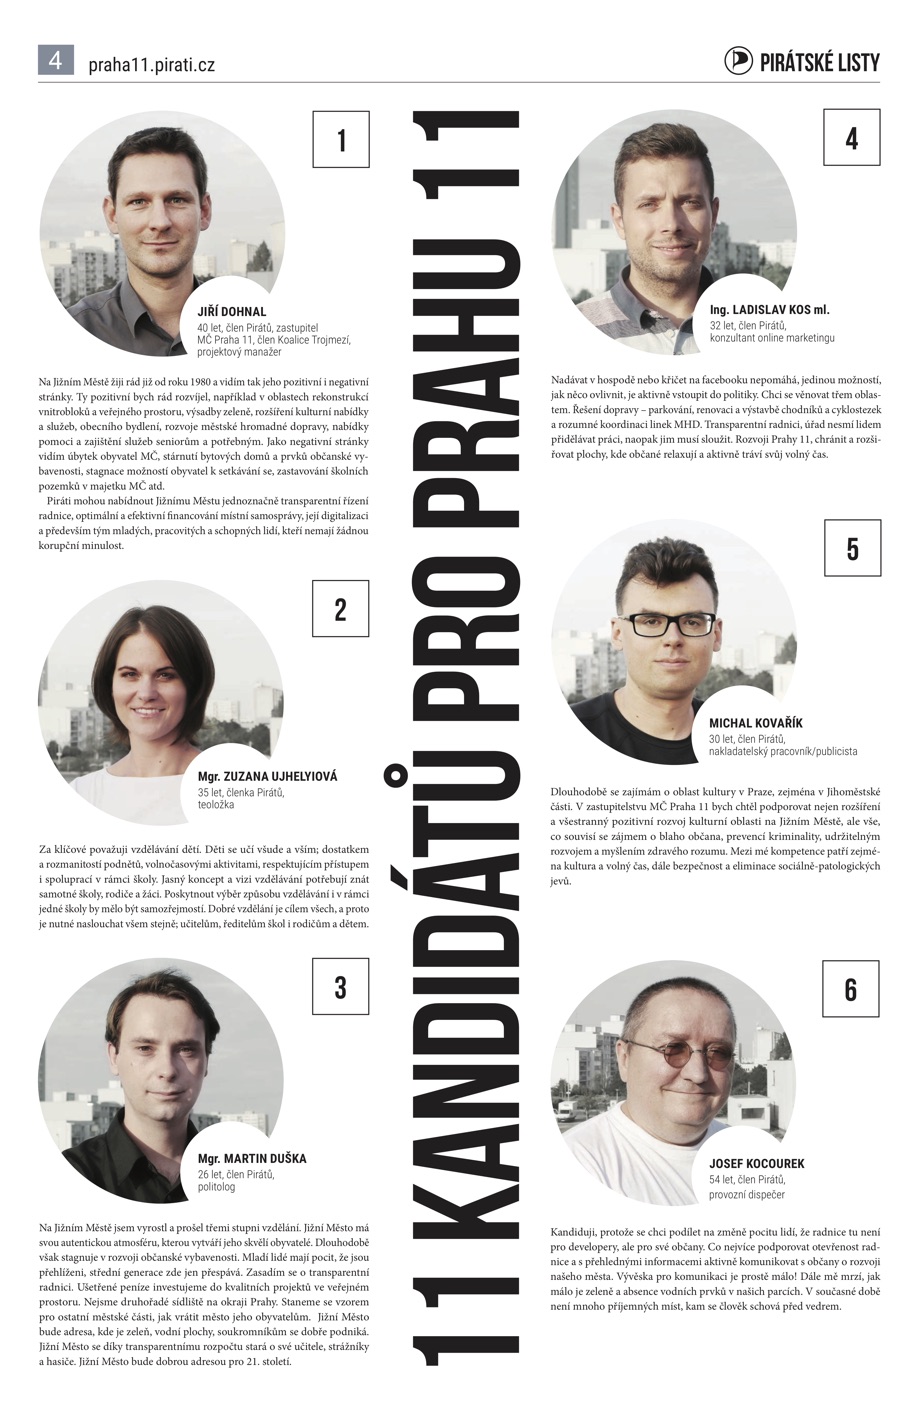 4 praha11.pirati.cz
PIRÁTSKÉ LISTY
1
JIŘÍ DOHNAL
40 let, člen Pirátů, zastupitel
MČ Praha 11, člen Koalice Trojmezí,
projektový manažer
Na Jižním Městě žiji rád již od roku 1980 a vidím tak jeho pozitivní i negativní
stránky. Ty pozitivní bych rád rozvíjel, například v oblastech rekonstrukcí
vnitrobloků a veřejného prostoru, výsadby zeleně, rozšíření kulturní nabídky
a služeb, obecního bydlení, rozvoje městské hromadné dopravy, nabídky
pomoci a zajištění služeb seniorům a potřebným. Jako negativní stránky
vidím úbytek obyvatel MČ, stárnutí bytových domů a prvků občanské vy-
bavenosti, stagnace možností obyvatel k setkávání se, zastavování školních
pozemků v majetku MČ atd.
Piráti mohou nabídnout Jižnímu Městu jednoznačně transparentní řízení
radnice, optimální a efektivní financování místní samosprávy, její digitalizaci
a především tým mladých, pracovitých a schopných lidí, kteří nemají žádnou
korupční minulost.
2
Mgr. ZUZANA UJHELYIOVÁ
35 let, členka Pirátů,
teoložka
Za klíčové považuji vzdělávání dětí. Děti se učí všude a vším; dostatkem
a rozmanitostí podnětů, volnočasovými aktivitami, respektujícím přístupem
i spoluprací v rámci školy. Jasný koncept a vizi vzdělávání potřebují znát
samotné školy, rodiče a žáci. Poskytnout výběr způsobu vzdělávání i v rámci
jedné školy by mělo být samozřejmostí. Dobré vzdělání je cílem všech, a proto
je nutné naslouchat všem stejně; učitelům, ředitelům škol i rodičům a dětem.
3
Mgr. MARTIN DUŠKA
26 let, člen Pirátů,
politolog
Na Jižním Městě jsem vyrostl a prošel třemi stupni vzdělání. Jižní Město má
svou autentickou atmosféru, kterou vytváří jeho skvělí obyvatelé. Dlouhodobě
však stagnuje v rozvoji občanské vybavenosti. Mladí lidé mají pocit, že jsou
přehlíženi, střední generace zde jen přespává. Zasadím se o transparentní
radnici. Ušetřené peníze investujeme do kvalitních projektů ve veřejném
prostoru. Nejsme druhořadé sídliště na okraji Prahy. Staneme se vzorem
pro ostatní městské části, jak vrátit město jeho obyvatelům. Jižní Město
bude adresa, kde je zeleň, vodní plochy, soukromníkům se dobře podniká.
Jižní Město se díky transparentnímu rozpočtu stará o své učitele, strážníky
a hasiče. Jižní Město bude dobrou adresou pro 21. století.
11 KANDIDÁTŮ PRO PRAHU 11
4
Ing. LADISLAV KOS ml.
32 let, člen Pirátů,
konzultant online marketingu
Nadávat v hospodě nebo křičet na facebooku nepomáhá, jedinou možností,
jak něco ovlivnit, je aktivně vstoupit do politiky. Chci se věnovat třem oblas-
tem. Řešení dopravy – parkování, renovaci a výstavbě chodníků a cyklostezek
a rozumné koordinaci linek MHD. Transparentní radnici, úřad nesmí lidem
přidělávat práci, naopak jim musí sloužit. Rozvoji Prahy 11, chránit a rozši-
řovat plochy, kde občané relaxují a aktivně tráví svůj volný čas.
5
MICHAL KOVAŘÍK
30 let, člen Pirátů,
nakladatelský pracovník/publicista
Dlouhodobě se zajímám o oblast kultury v Praze, zejména v Jihoměstské
části. V zastupitelstvu MČ Praha 11 bych chtěl podporovat nejen rozšíření
a všestranný pozitivní rozvoj kulturní oblasti na Jižním Městě, ale vše,
co souvisí se zájmem o blaho občana, prevencí kriminality, udržitelným
rozvojem a myšlením zdravého rozumu. Mezi mé kompetence patří zejmé-
na kultura a volný čas, dále bezpečnost a eliminace sociálně-patologických
jevů.
6
JOSEF KOCOUREK
54 let, člen Pirátů,
provozní dispečer
Kandiduji, protože se chci podílet na změně pocitu lidí, že radnice tu není
pro developery, ale pro své občany. Co nejvíce podporovat otevřenost rad-
nice a s přehlednými informacemi aktivně komunikovat s občany o rozvoji
našeho města. Vývěska pro komunikaci je prostě málo! Dále mě mrzí, jak
málo je zeleně a absence vodních prvků v našich parcích. V současné době
není mnoho příjemných míst, kam se člověk schová před vedrem.